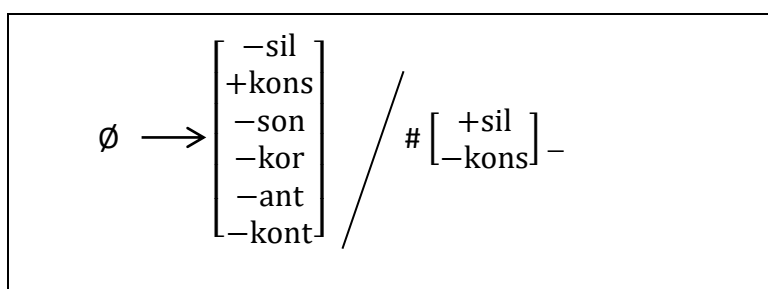 −sil
+kons
−son
−kor
−ant
−kont
Ø ⟶ / # [ +sil
−kons ] _